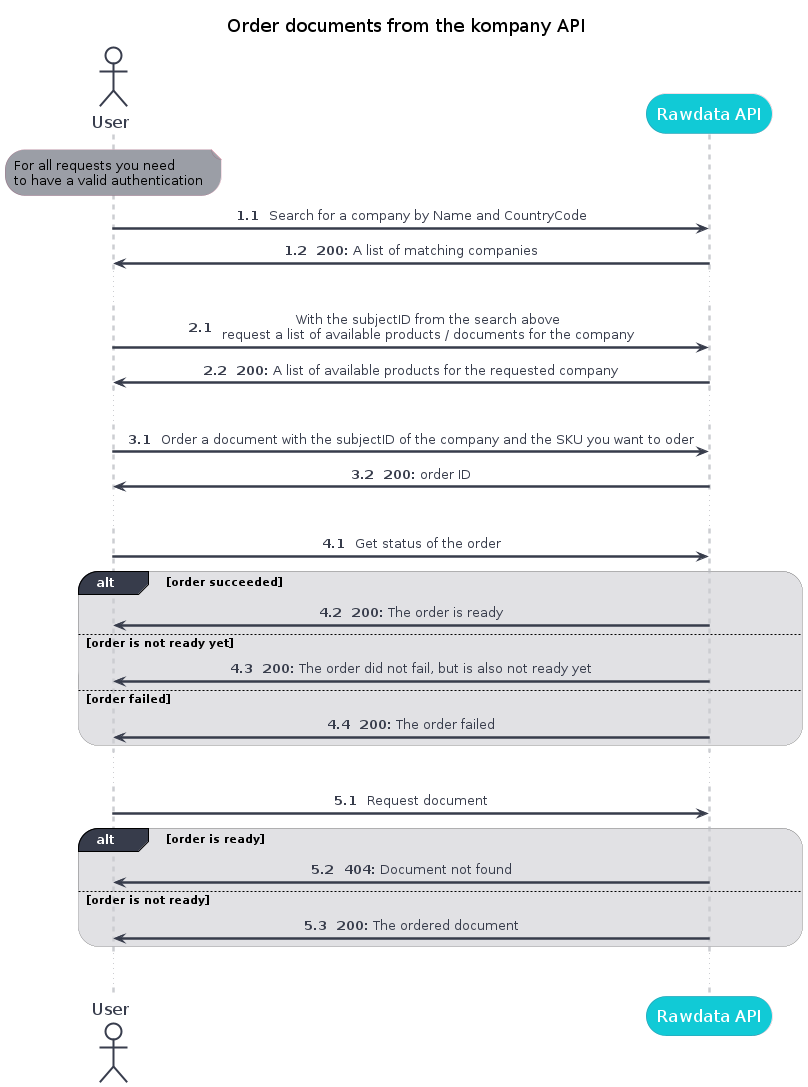 Order documents from the kompany API
User
Rawdata API
For all requests you need
to have a valid authentication
1.1 Search for a company by Name and CountryCode
1.2 200: A list of matching companies
2.1 With the subjectID from the search above
request a list of available products / documents for the company
2.2 200: A list of available products for the requested company
3.1 Order a document with the subjectID of the company and the SKU you want to oder
3.2 200: order ID
4.1 Get status of the order
alt [order succeeded]
4.2 200: The order is ready
[order is not ready yet]
4.3 200: The order did not fail, but is also not ready yet
[order failed]
4.4 200: The order failed
5.1 Request document
alt [order is ready]
5.2 404: Document not found
[order is not ready]
5.3 200: The ordered document
User
Rawdata API